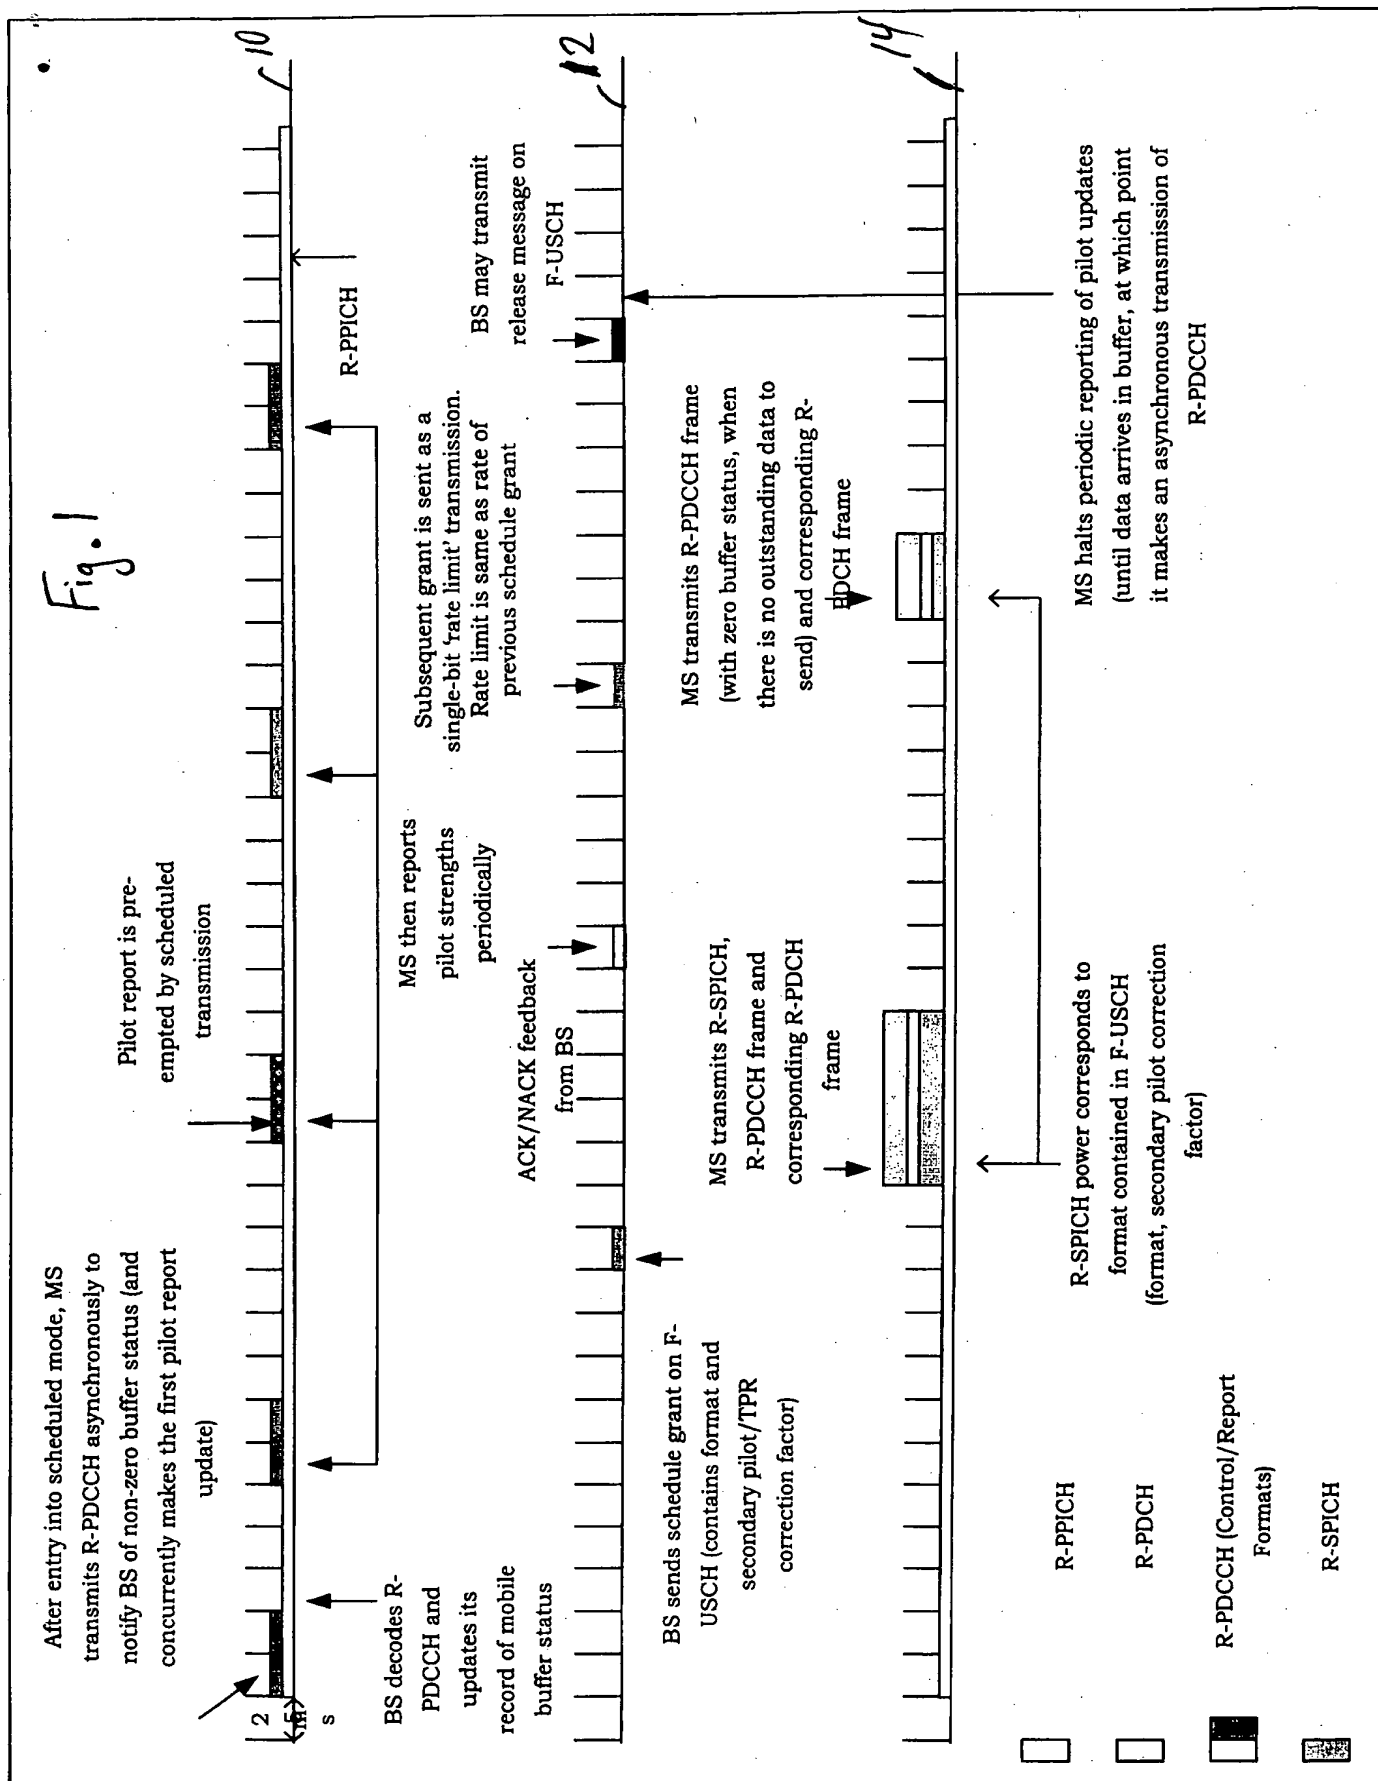 Fig. 1
After entry into scheduled mode, MS
transmits R-PDCCH asynchronously to
notify BS of non-zero buffer status (and
concurrently makes the first pilot report
update)
Pilot report is pre-
empted by scheduled
transmission
10
2
5
m
s
R-PPICH
BS decodes R-
PDCCH and
updates its
record of mobile
buffer status
MS then reports
pilot strengths
periodically
Subsequent grant is sent as a
single-bit 'rate limit' transmission.
Rate limit is same as rate of
previous schedule grant
BS may transmit
release message on
F-USCH
ACK/NACK feedback
from BS
12
BS sends schedule grant on F-
USCH (contains format and
secondary pilot/TPR
correction factor)
MS transmits R-SPICH,
R-PDCCH frame and
corresponding R-PDCH
frame
MS transmits R-PDCCH frame
(with zero buffer status, when
there is no outstanding data to
send) and corresponding R-
PDCH frame
14
R-SPICH power corresponds to
format contained in F-USCH
(format, secondary pilot correction
factor)
MS halts periodic reporting of pilot updates
(until data arrives in buffer, at which point
it makes an asynchronous transmission of
R-PDCCH
R-PPICH
R-PDCH
R-PDCCH (Control/Report
Formats)
R-SPICH